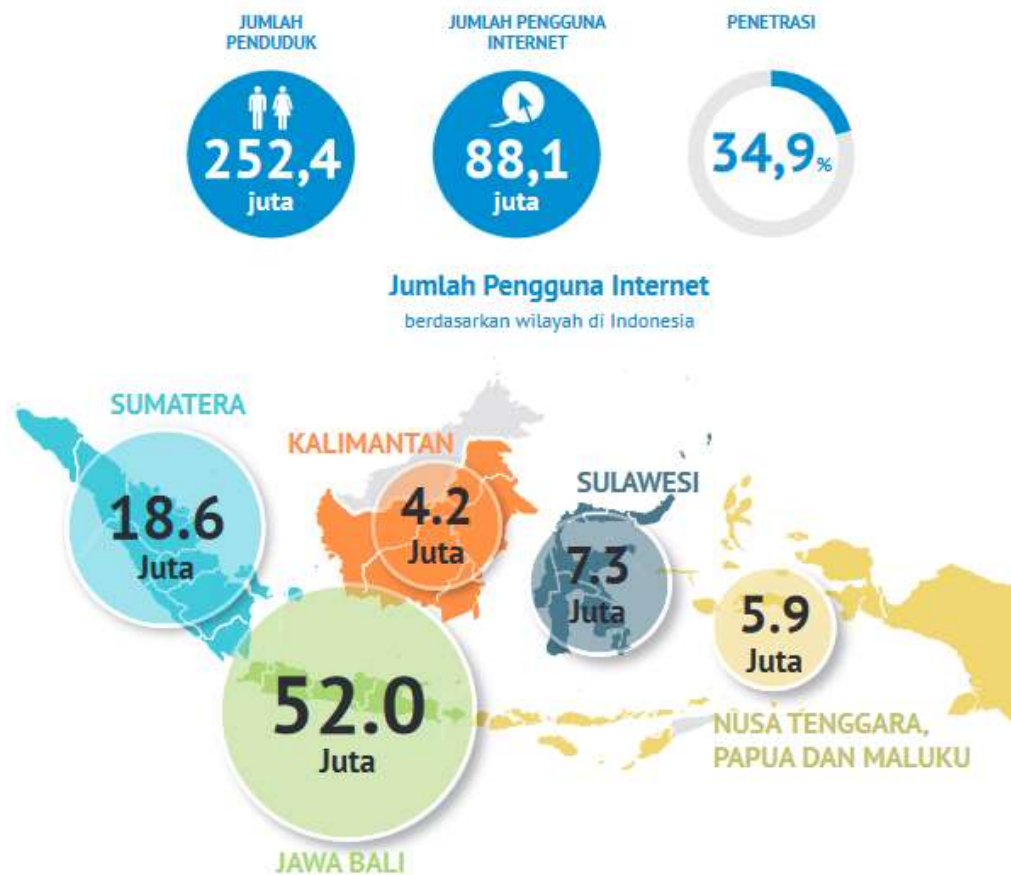 JUMLAH
PENDUDUK
252,4
juta
JUMLAH PENGGUNA
INTERNET
88,1
juta
PENETRASI
34,9%
Jumlah Pengguna Internet
berdasarkan wilayah di Indonesia
SUMATERA
18.6
Juta
KALIMANTAN
4.2
Juta
SULAWESI
7.3
Juta
5.9
Juta
NUSA TENGGARA,
PAPUA DAN MALUKU
52.0
Juta
JAWA BALI